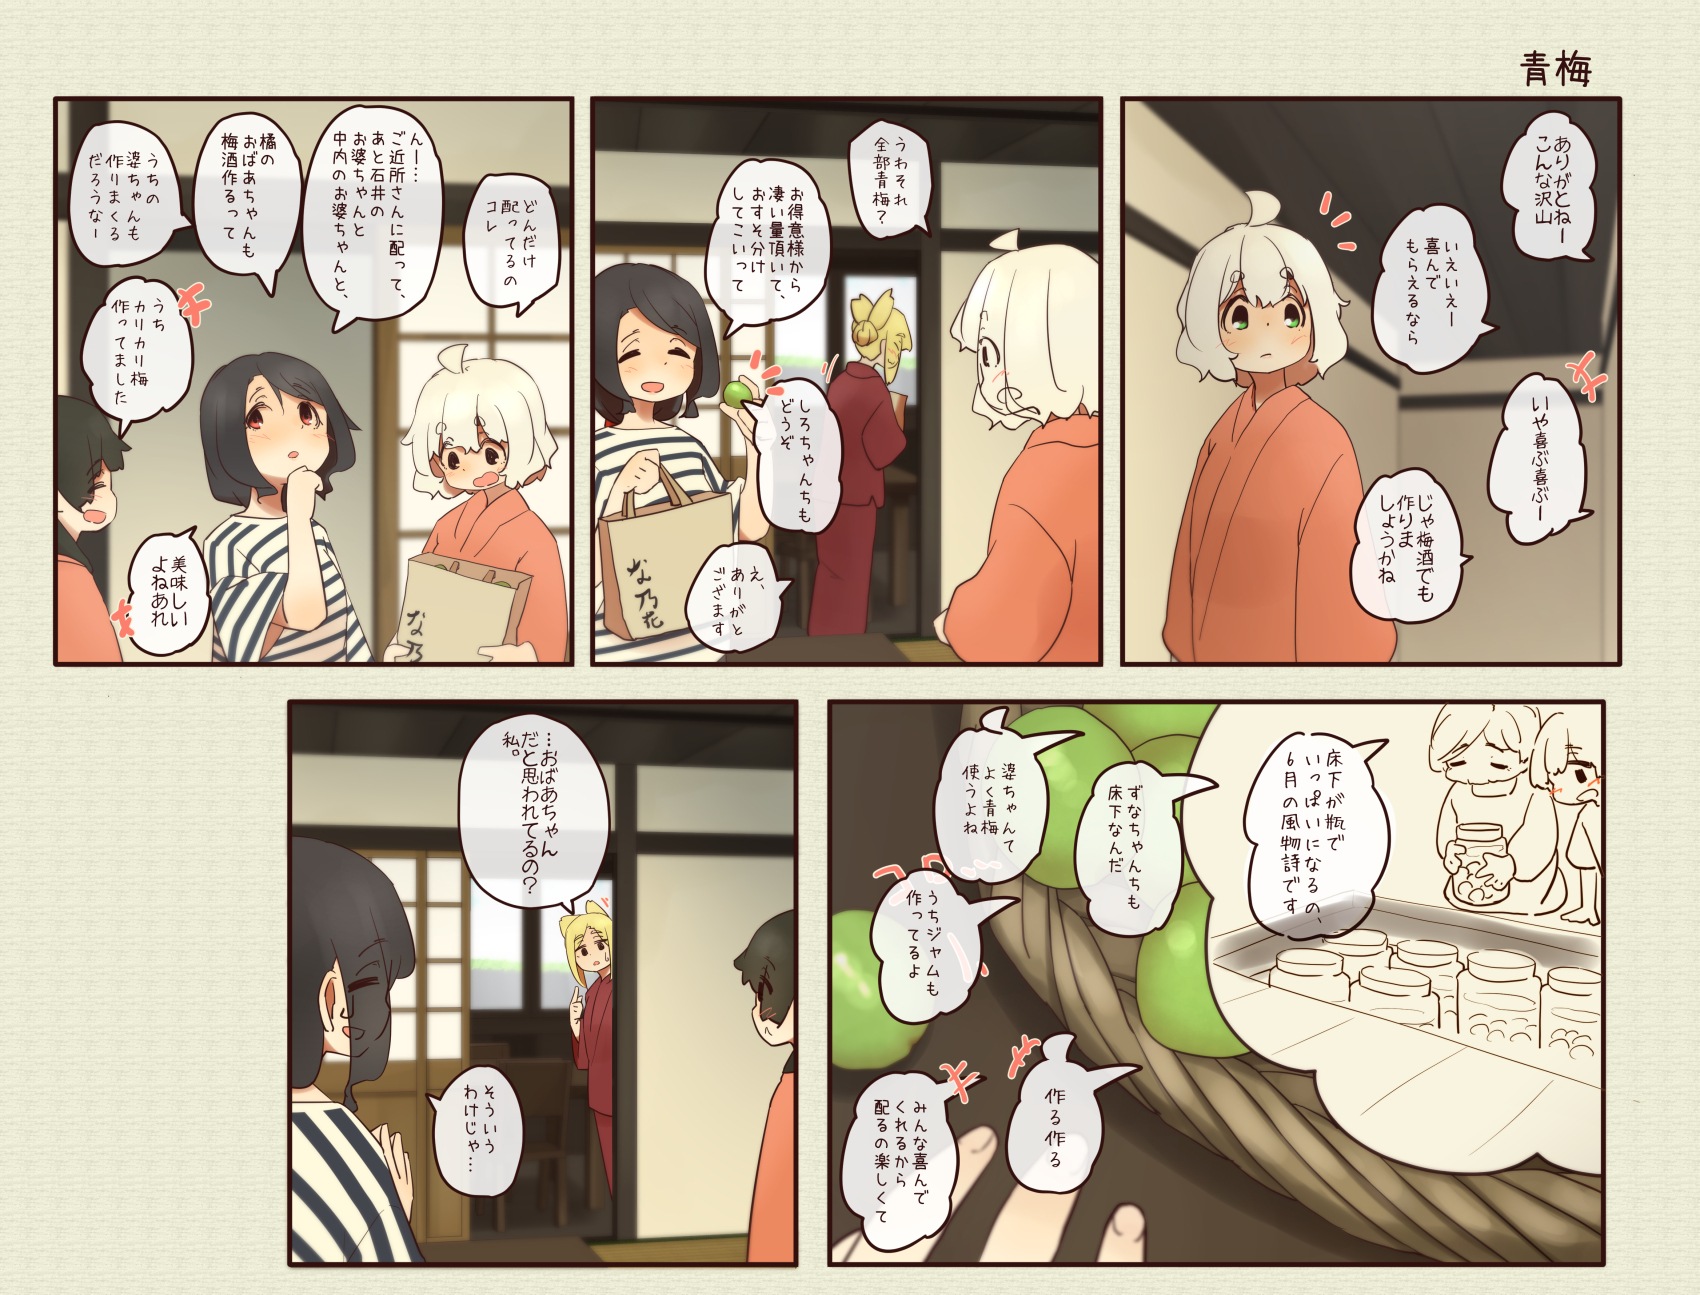 青梅
ありがとねー
こんな沢山
いえいえー
喜んで
もらえるなら
いや喜ぶ喜ぶー
じゃ梅酒でも
作りま
しょうかね
うわそれ
全部青梅?
お得意様から
凄い量頂いて、
おすそ分け
してこいって
しろちゃんちも
どうぞ
え、
ありがと
ござます
な乃花
どんだけ
配ってるの
コレ
んー…
ご近所さんに配って、
あと石井の
お婆ちゃんと
中内のお婆ちゃんと、
橘の
おばあちゃんも
梅酒作るって
うちの
婆ちゃんも
作りまくる
だろうなー
うち
カリカリ梅
作ってました
美味しい
よねあれ
な乃
床下が瓶で
いっぱいになるの、
6月の風物詩です
ずなちゃんちも
床下なんだ
婆ちゃんて
よく青梅
使うよね
うちジャムも
作ってるよ
作る作る
みんな喜んで
くれるから
配るの楽しくて
…おばあちゃん
だと思われてるの?
私。
そういう
わけじゃ…